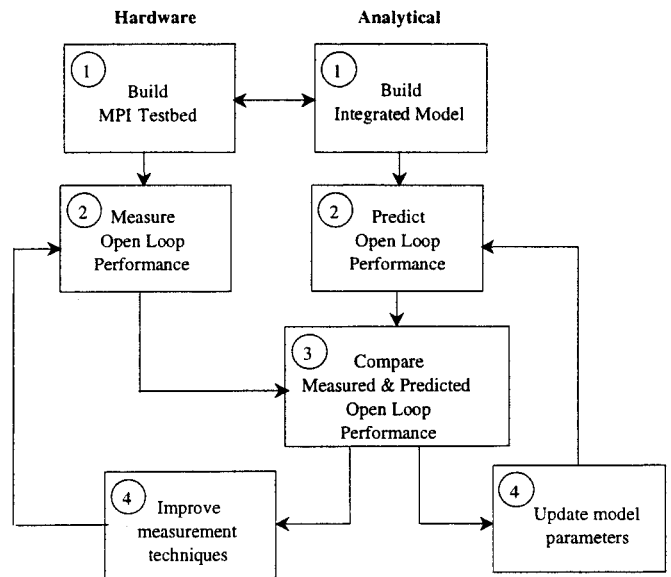 Hardware
Analytical
1
Build
MPI Testbed
1
Build
Integrated Model
2
Measure
Open Loop
Performance
2
Predict
Open Loop
Performance
3
Compare
Measured & Predicted
Open Loop
Performance
4
Improve
measurement
techniques
4
Update model
parameters